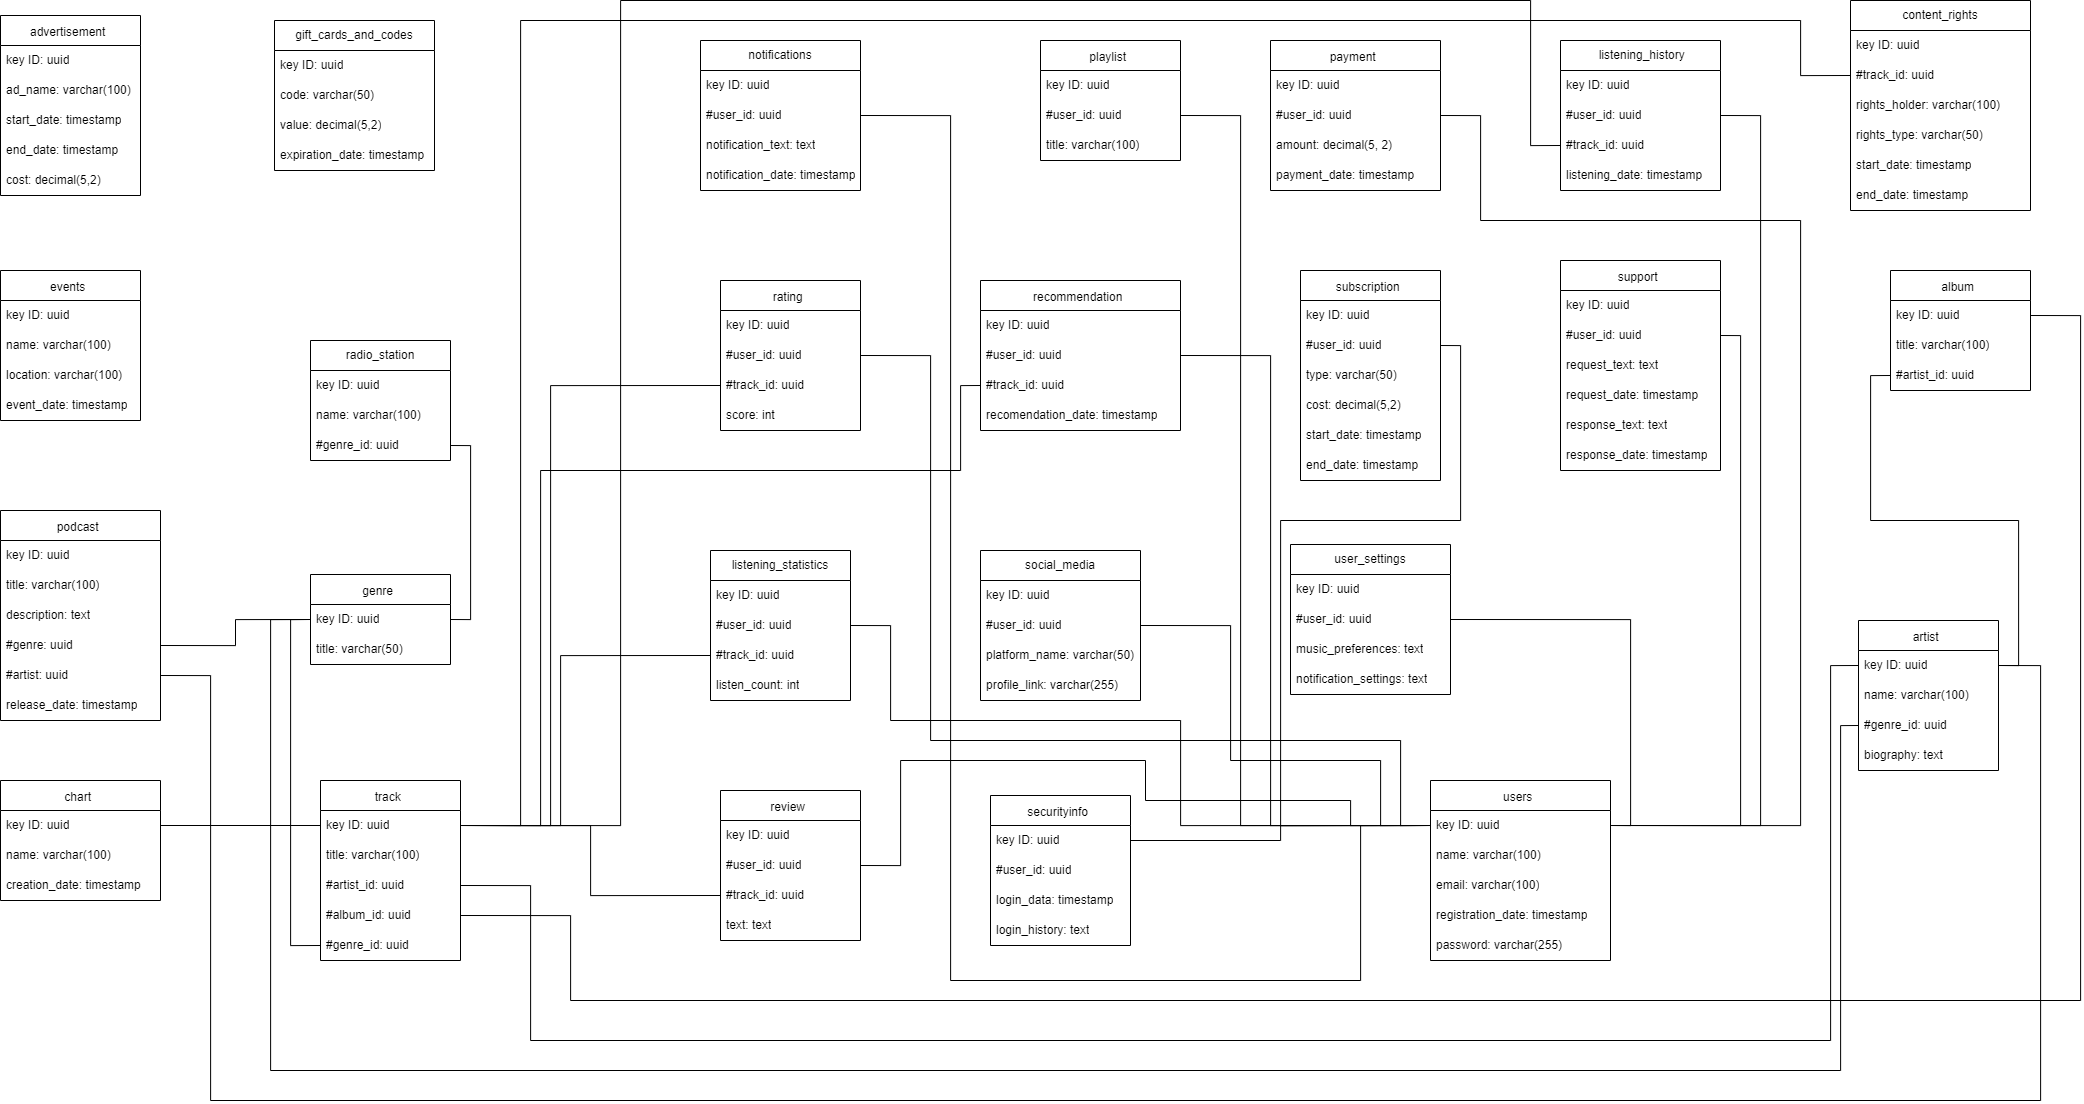 advertisement
key ID: uuid
ad_name: varchar(100)
start_date: timestamp
end_date: timestamp
cost: decimal(5,2)
gift_cards_and_codes
key ID: uuid
code: varchar(50)
value: decimal(5,2)
expiration_date: timestamp
notifications
key ID: uuid
#user_id: uuid
notification_text: text
notification_date: timestamp
playlist
key ID: uuid
#user_id: uuid
title: varchar(100)
payment
key ID: uuid
#user_id: uuid
amount: decimal(5, 2)
payment_date: timestamp
listening_history
key ID: uuid
#user_id: uuid
#track_id: uuid
listening_date: timestamp
content_rights
key ID: uuid
#track_id: uuid
rights_holder: varchar(100)
rights_type: varchar(50)
start_date: timestamp
end_date: timestamp
events
key ID: uuid
name: varchar(100)
location: varchar(100)
event_date: timestamp
radio_station
key ID: uuid
name: varchar(100)
#genre_id: uuid
rating
key ID: uuid
#user_id: uuid
#track_id: uuid
score: int
recommendation
key ID: uuid
#user_id: uuid
#track_id: uuid
recomendation_date: timestamp
subscription
key ID: uuid
#user_id: uuid
type: varchar(50)
cost: decimal(5,2)
start_date: timestamp
end_date: timestamp
support
key ID: uuid
#user_id: uuid
request_text: text
request_date: timestamp
response_text: text
response_date: timestamp
album
key ID: uuid
title: varchar(100)
#artist_id: uuid
podcast
key ID: uuid
title: varchar(100)
description: text
#genre: uuid
#artist: uuid
release_date: timestamp
genre
key ID: uuid
title: varchar(50)
listening_statistics
key ID: uuid
#user_id: uuid
#track_id: uuid
listen_count: int
social_media
key ID: uuid
#user_id: uuid
platform_name: varchar(50)
profile_link: varchar(255)
user_settings
key ID: uuid
#user_id: uuid
music_preferences: text
notification_settings: text
artist
key ID: uuid
name: varchar(100)
#genre_id: uuid
biography: text
chart
key ID: uuid
name: varchar(100)
creation_date: timestamp
track
key ID: uuid
title: varchar(100)
#artist_id: uuid
#album_id: uuid
#genre_id: uuid
review
key ID: uuid
#user_id: uuid
#track_id: uuid
text: text
securityinfo
key ID: uuid
#user_id: uuid
login_data: timestamp
login_history: text
users
key ID: uuid
name: varchar(100)
email: varchar(100)
registration_date: timestamp
password: varchar(255)